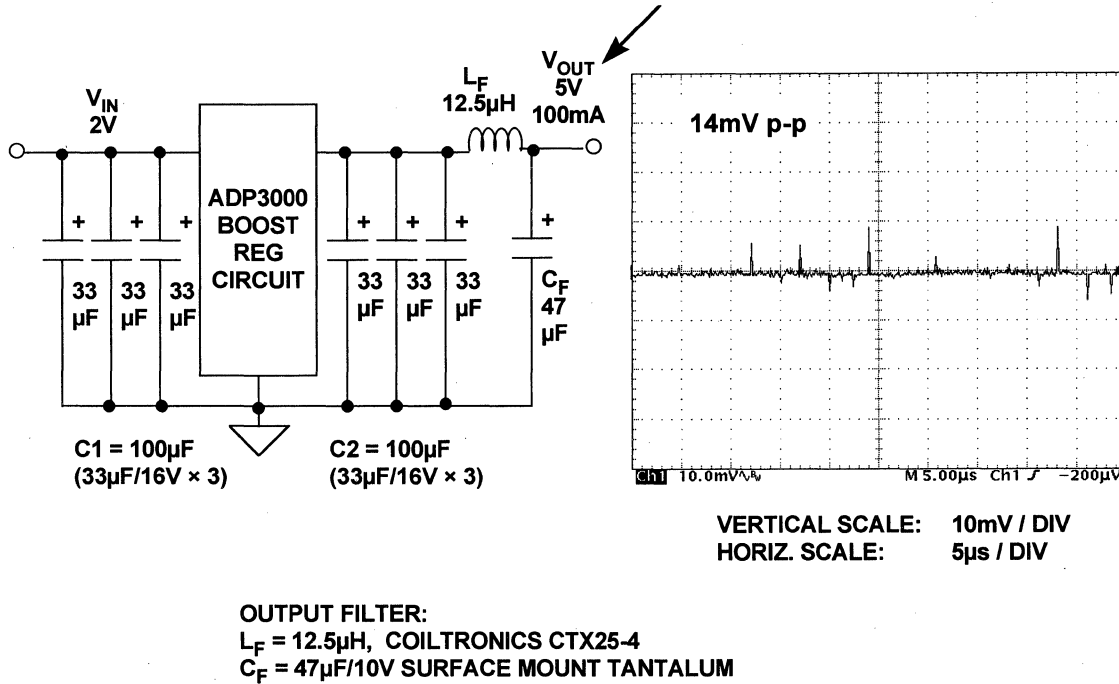 V_IN
2V
ADP3000
BOOST
REG
CIRCUIT
L_F
12.5µH
V_OUT
5V
100mA
+
+
+
+
+
+
+
33
µF
33
µF
33
µF
33
µF
33
µF
33
µF
C_F
47
µF
C1 = 100µF
(33µF/16V × 3)
C2 = 100µF
(33µF/16V × 3)
14mV p-p
Ch1 10.0mV∿BW M 5.00µs Ch1 ⌡ -200µV
VERTICAL SCALE: 10mV / DIV
HORIZ. SCALE: 5µs / DIV
OUTPUT FILTER:
L_F = 12.5µH, COILTRONICS CTX25-4
C_F = 47µF/10V SURFACE MOUNT TANTALUM